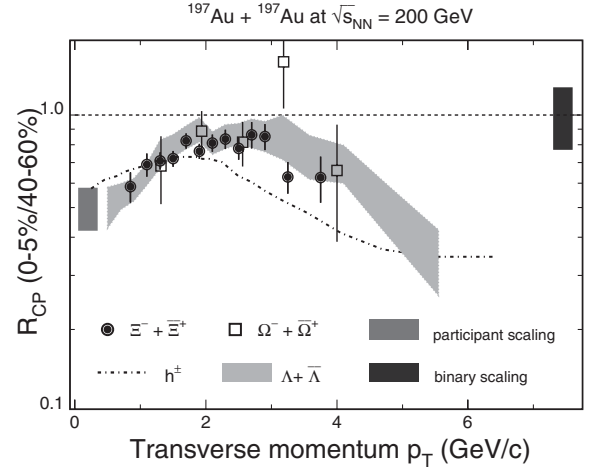 ¹⁹⁷Au + ¹⁹⁷Au at √s_NN = 200 GeV
R_CP (0-5%/40-60%)
1.0
Ξ⁻ + Ξ̅⁺
Ω⁻ + Ω̅⁺
participant scaling
h±
Λ+ Λ̅
binary scaling
0.1
0 2 4 6
Transverse momentum p_T (GeV/c)